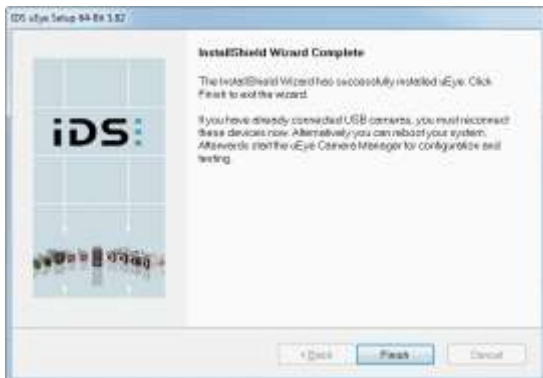 IDS uEye Setup 64-Bit 3.82
InstallShield Wizard Complete
The InstallShield Wizard has successfully installed uEye. Click
Finish to exit the wizard.
If you have already connected USB cameras, you must reconnect
these devices now. Alternatively you can reboot your system.
Afterwards start the uEye Camera Manager for configuration and
testing.
iDS:
< Back
Finish
Cancel